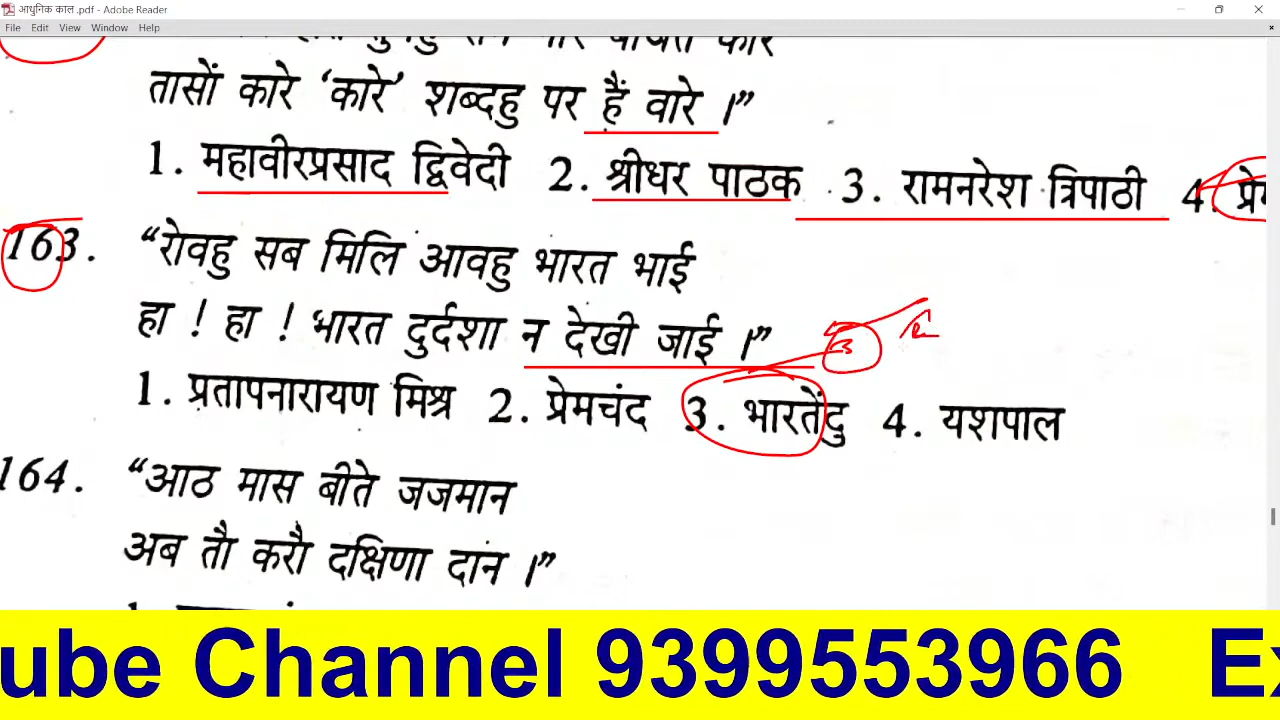 आधुनिक काल .pdf - Adobe Reader
File Edit View Window Help
तासों कारे ‘कारे’ शब्दहु पर हैं वारे ।”
1. महावीरप्रसाद द्विवेदी 2. श्रीधर पाठक 3. रामनरेश त्रिपाठी 4.
163. “रोवहु सब मिलि आवहु भारत भाई
हा ! हा ! भारत दुर्दशा न देखी जाई ।”
1. प्रतापनारायण मिश्र 2. प्रेमचंद 3. भारतेंदु 4. यशपाल
164. “आठ मास बीते जजमान
अब तौ करौ दक्षिणा दान ।”
ube Channel 9399553966 Ex